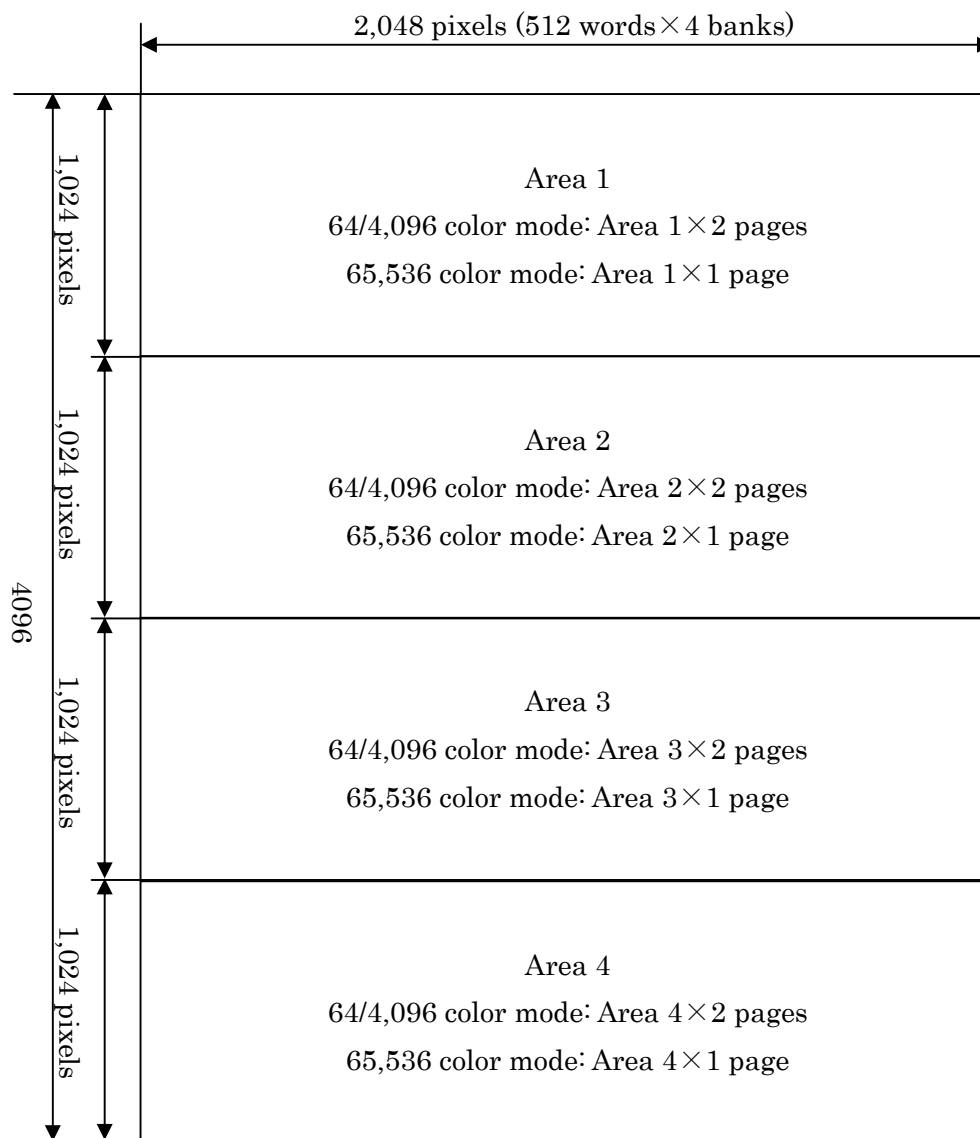 2,048 pixels (512 words×4 banks)
1,024 pixels
Area 1
64/4,096 color mode: Area 1×2 pages
65,536 color mode: Area 1×1 page
1,024 pixels
Area 2
64/4,096 color mode: Area 2×2 pages
65,536 color mode: Area 2×1 page
4096
1,024 pixels
Area 3
64/4,096 color mode: Area 3×2 pages
65,536 color mode: Area 3×1 page
1,024 pixels
Area 4
64/4,096 color mode: Area 4×2 pages
65,536 color mode: Area 4×1 page